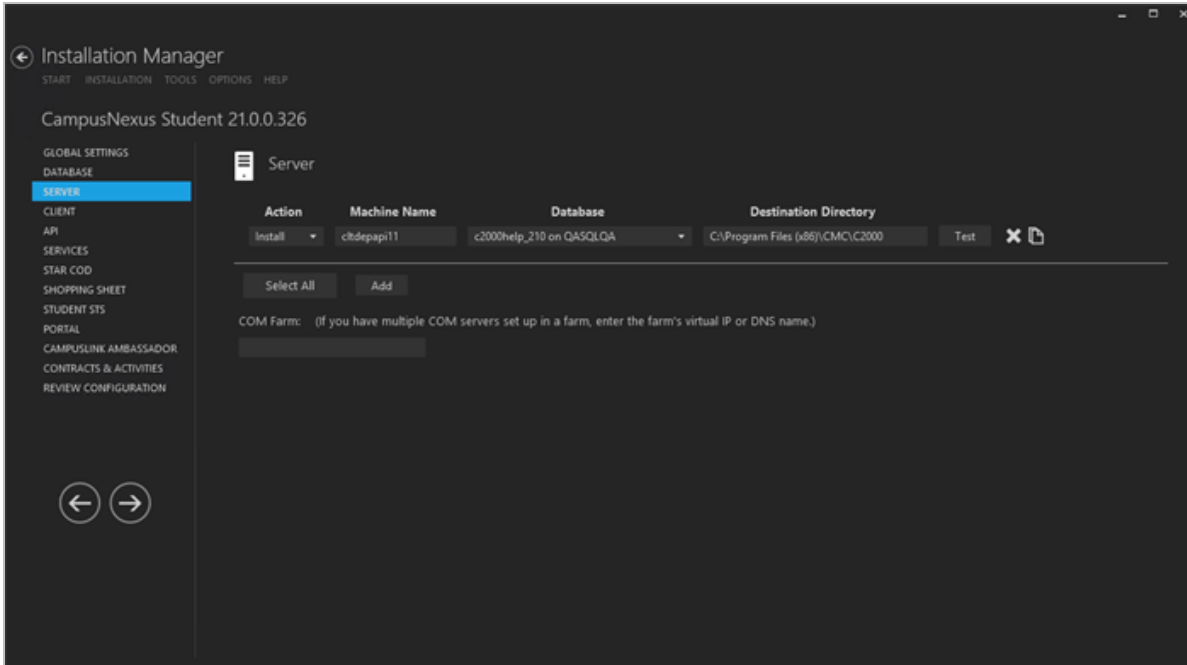 Installation Manager
START INSTALLATION TOOLS OPTIONS HELP
CampusNexus Student 21.0.0.326
GLOBAL SETTINGS
DATABASE
SERVER
CLIENT
API
SERVICES
STAR COD
SHOPPING SHEET
STUDENT STS
PORTAL
CAMPUSLINK AMBASSADOR
CONTRACTS & ACTIVITIES
REVIEW CONFIGURATION
Server
Action Machine Name Database Destination Directory
Install cltdepapi11 c2000help_210 on QASQLQA C:\Program Files (x86)\CMC\C2000 Test
Select All Add
COM Farm: (If you have multiple COM servers set up in a farm, enter the farm's virtual IP or DNS name.)